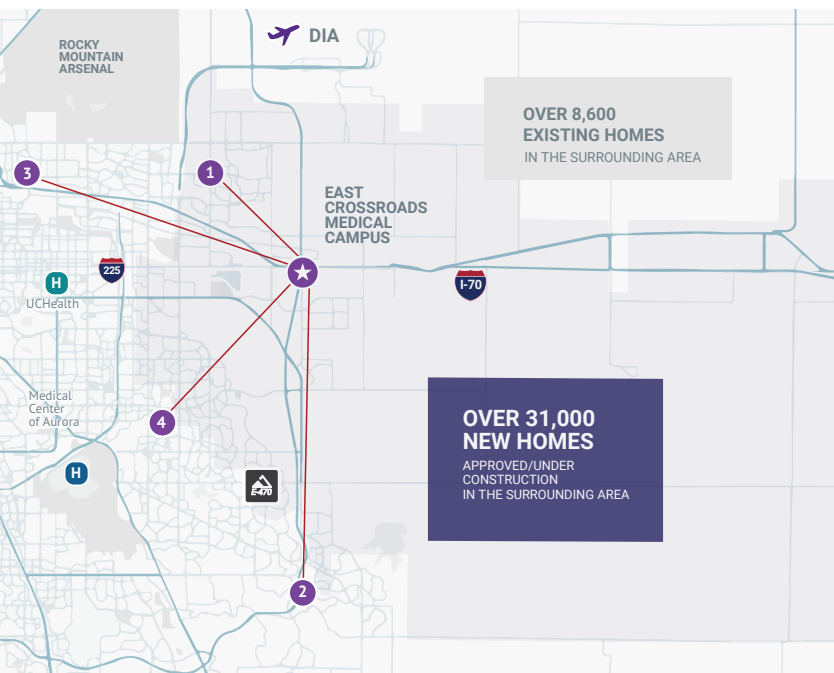 DIA
ROCKY
MOUNTAIN
ARSENAL
OVER 8,600
EXISTING HOMES
IN THE SURROUNDING AREA
3
1
EAST
CROSSROADS
MEDICAL
CAMPUS
225
H
UCHealth
I-70
Medical
Center
of Aurora
4
OVER 31,000
NEW HOMES
APPROVED/UNDER
CONSTRUCTION
IN THE SURROUNDING AREA
H
E-470
2